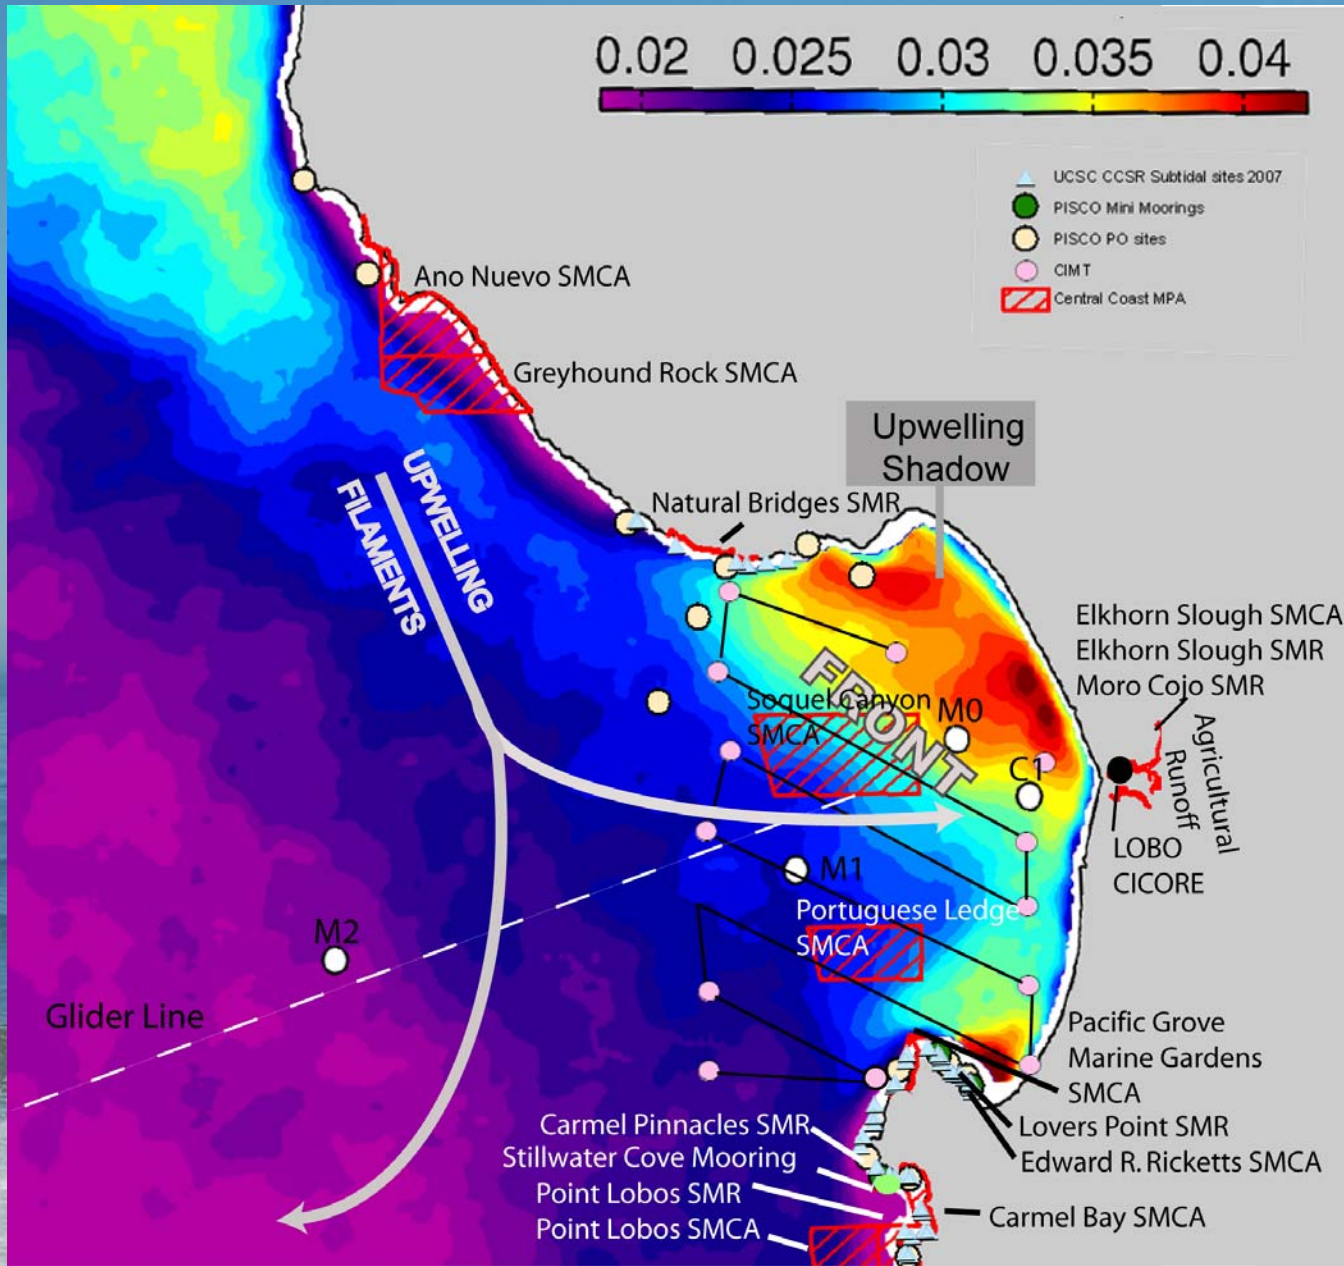 0.02 0.025 0.03 0.035 0.04
UCSC CCSR Subtidal sites 2007
PISCO Mini Moorings
PISCO PO sites
CIMT
Central Coast MPA
Ano Nuevo SMCA
Greyhound Rock SMCA
Upwelling
Shadow
UPWELLING
FILAMENTS
Natural Bridges SMR
Elkhorn Slough SMCA
Elkhorn Slough SMR
Moro Cojo SMR
FRONT
Soquel Canyon
SMCA
M0
C1
Agricultural
Runoff
LOBO
CICORE
M1
Portuguese Ledge
SMCA
M2
Glider Line
Pacific Grove
Marine Gardens
SMCA
Lovers Point SMR
Edward R. Ricketts SMCA
Carmel Pinnacles SMR
Stillwater Cove Mooring
Point Lobos SMR
Point Lobos SMCA
Carmel Bay SMCA